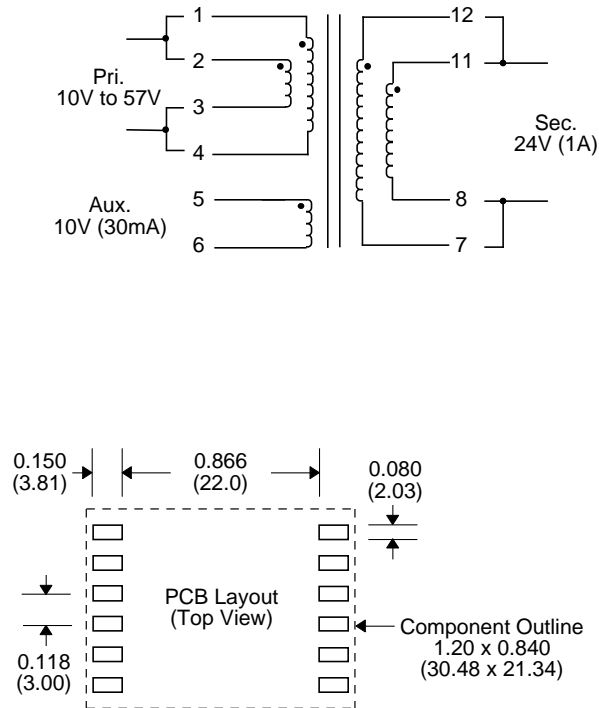 1
2
Pri.
10V to 57V
3
4
5
Aux.
10V (30mA)
6
12
11
Sec.
24V (1A)
8
7
0.150
(3.81)
0.866
(22.0)
0.080
(2.03)
PCB Layout
(Top View)
0.118
(3.00)
Component Outline
1.20 x 0.840
(30.48 x 21.34)